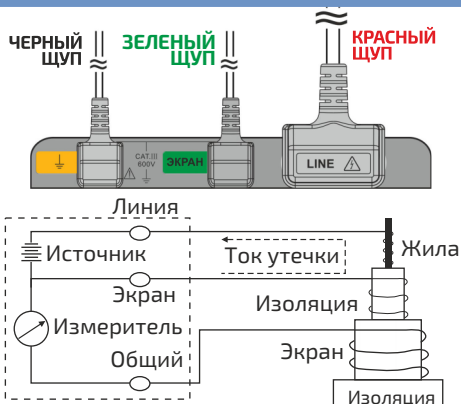 ЧЕРНЫЙ ЩУП
ЗЕЛЕНЫЙ ЩУП
КРАСНЫЙ ЩУП
CAT.III
600V
ЭКРАН
LINE
Линия
Источник
Ток утечки
Жила
Экран
Изоляция
Измеритель
Экран
Общий
Изоляция